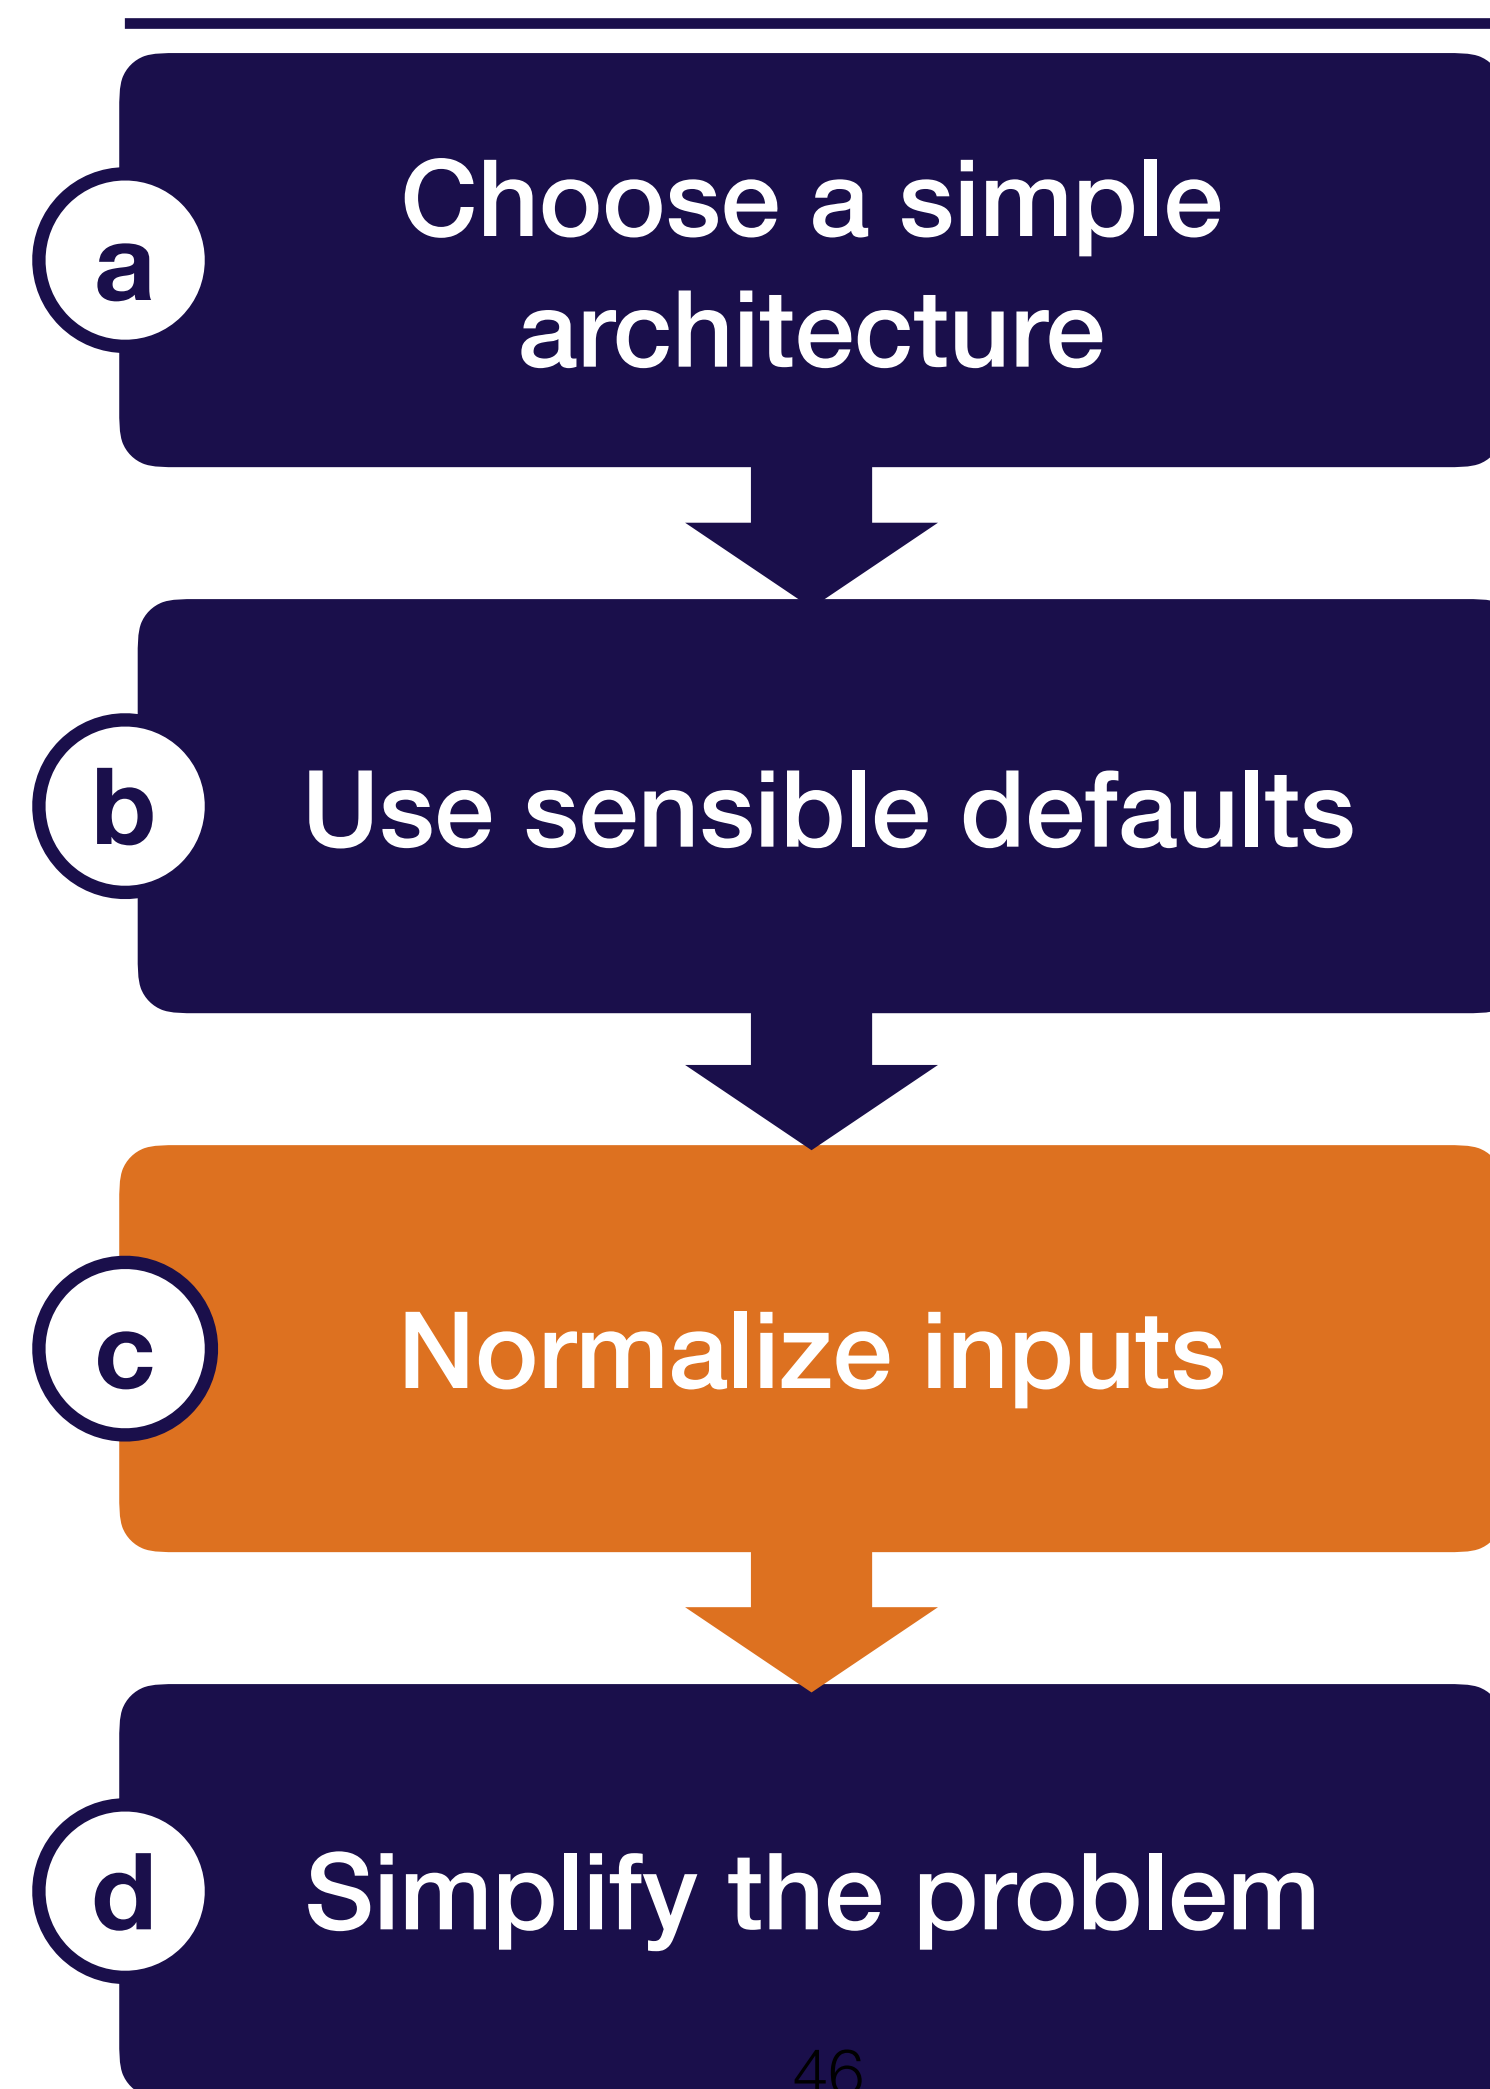 a
Choose a simple
architecture
b
Use sensible defaults
c
Normalize inputs
d
Simplify the problem
46